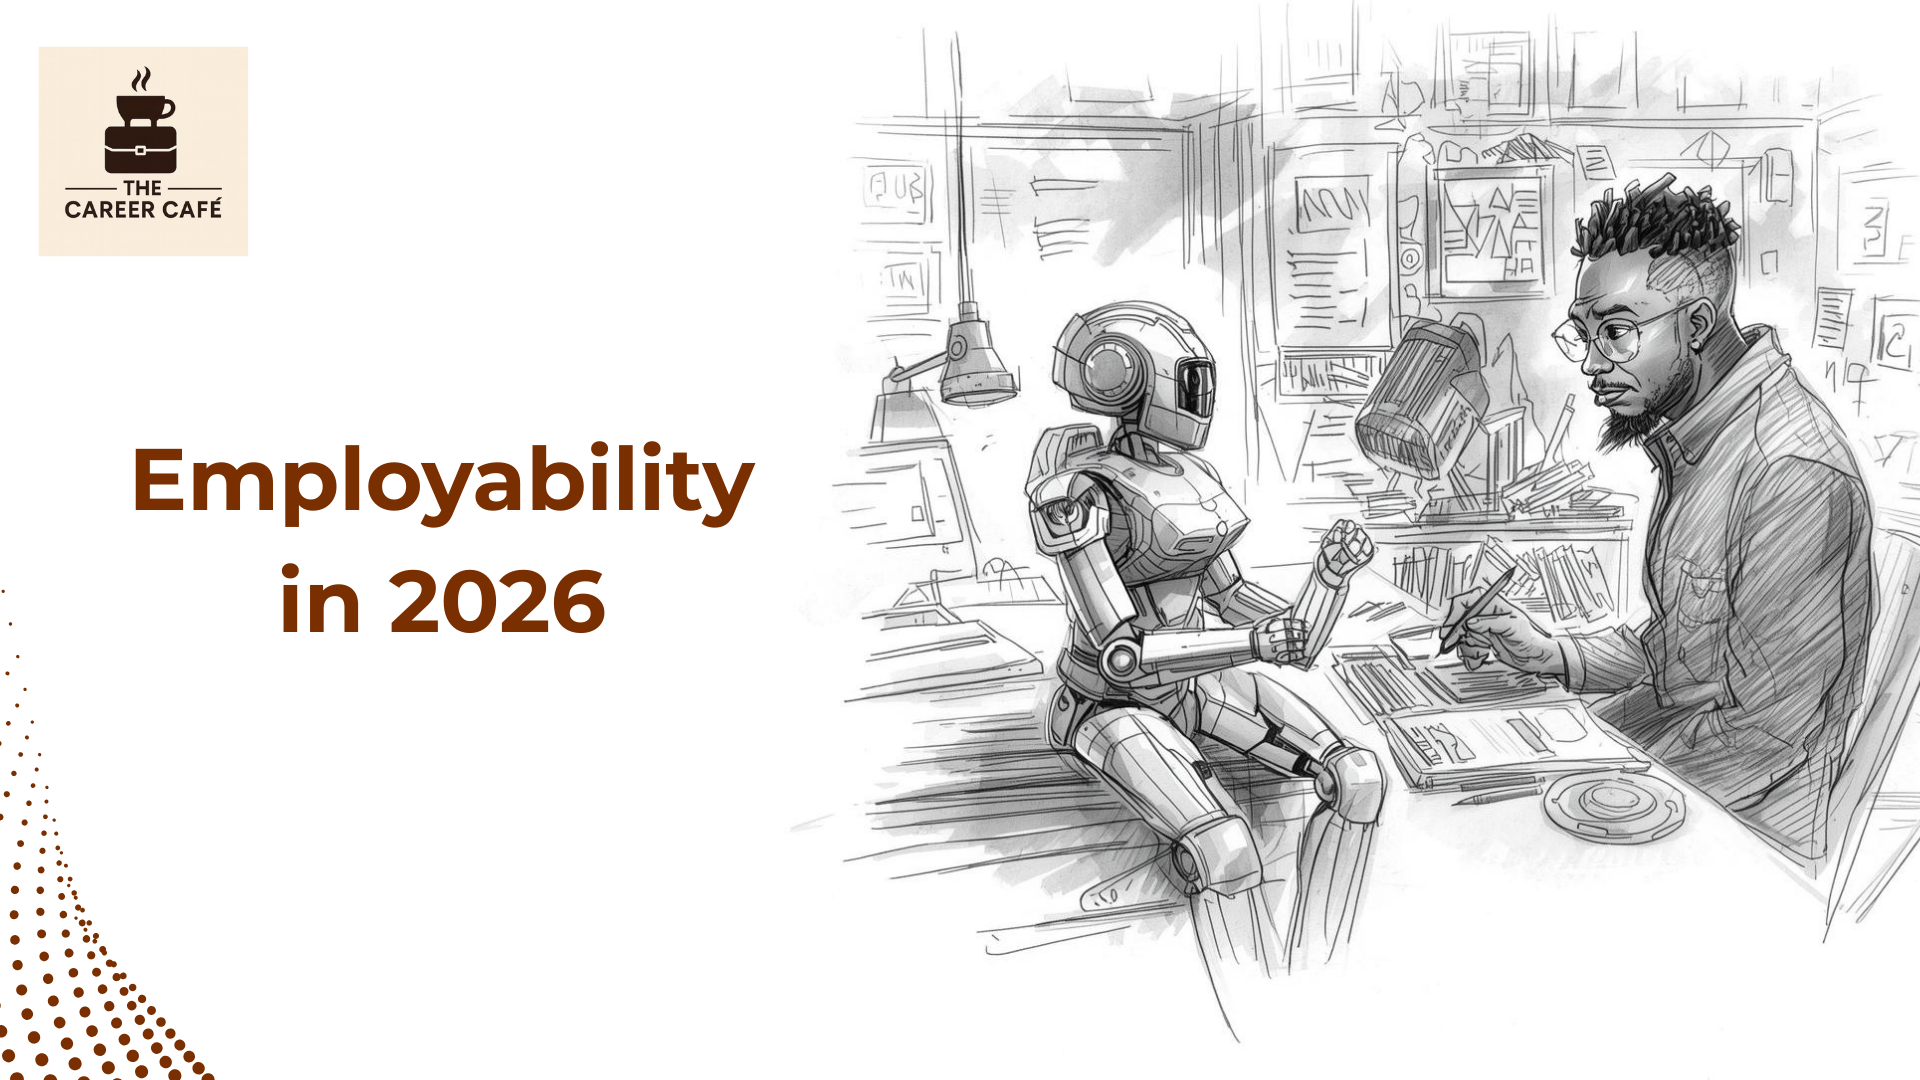 THE
CAREER CAFÉ
Employability
in 2026